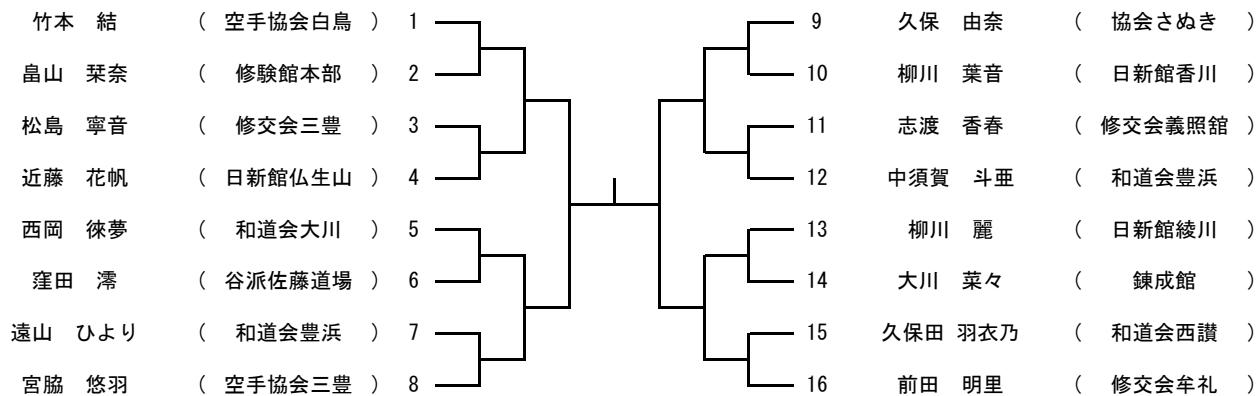 竹本 結 ( 空手協会白鳥 ) 1 9 久保 由奈 ( 協会さぬき )
畠山 栞奈 ( 修験館本部 ) 2 10 柳川 葉音 ( 日新館香川 )
松島 寧音 ( 修交会三豊 ) 3 11 志渡 香春 ( 修交会義照舘 )
近藤 花帆 ( 日新館仏生山 ) 4 12 中須賀 斗亜 ( 和道会豊浜 )
西岡 徠夢 ( 和道会大川 ) 5 13 柳川 麗 ( 日新館綾川 )
窪田 澪 ( 谷派佐藤道場 ) 6 14 大川 菜々 ( 錬成館 )
遠山 ひより ( 和道会豊浜 ) 7 15 久保田 羽衣乃 ( 和道会西讃 )
宮脇 悠羽 ( 空手協会三豊 ) 8 16 前田 明里 ( 修交会牟礼 )